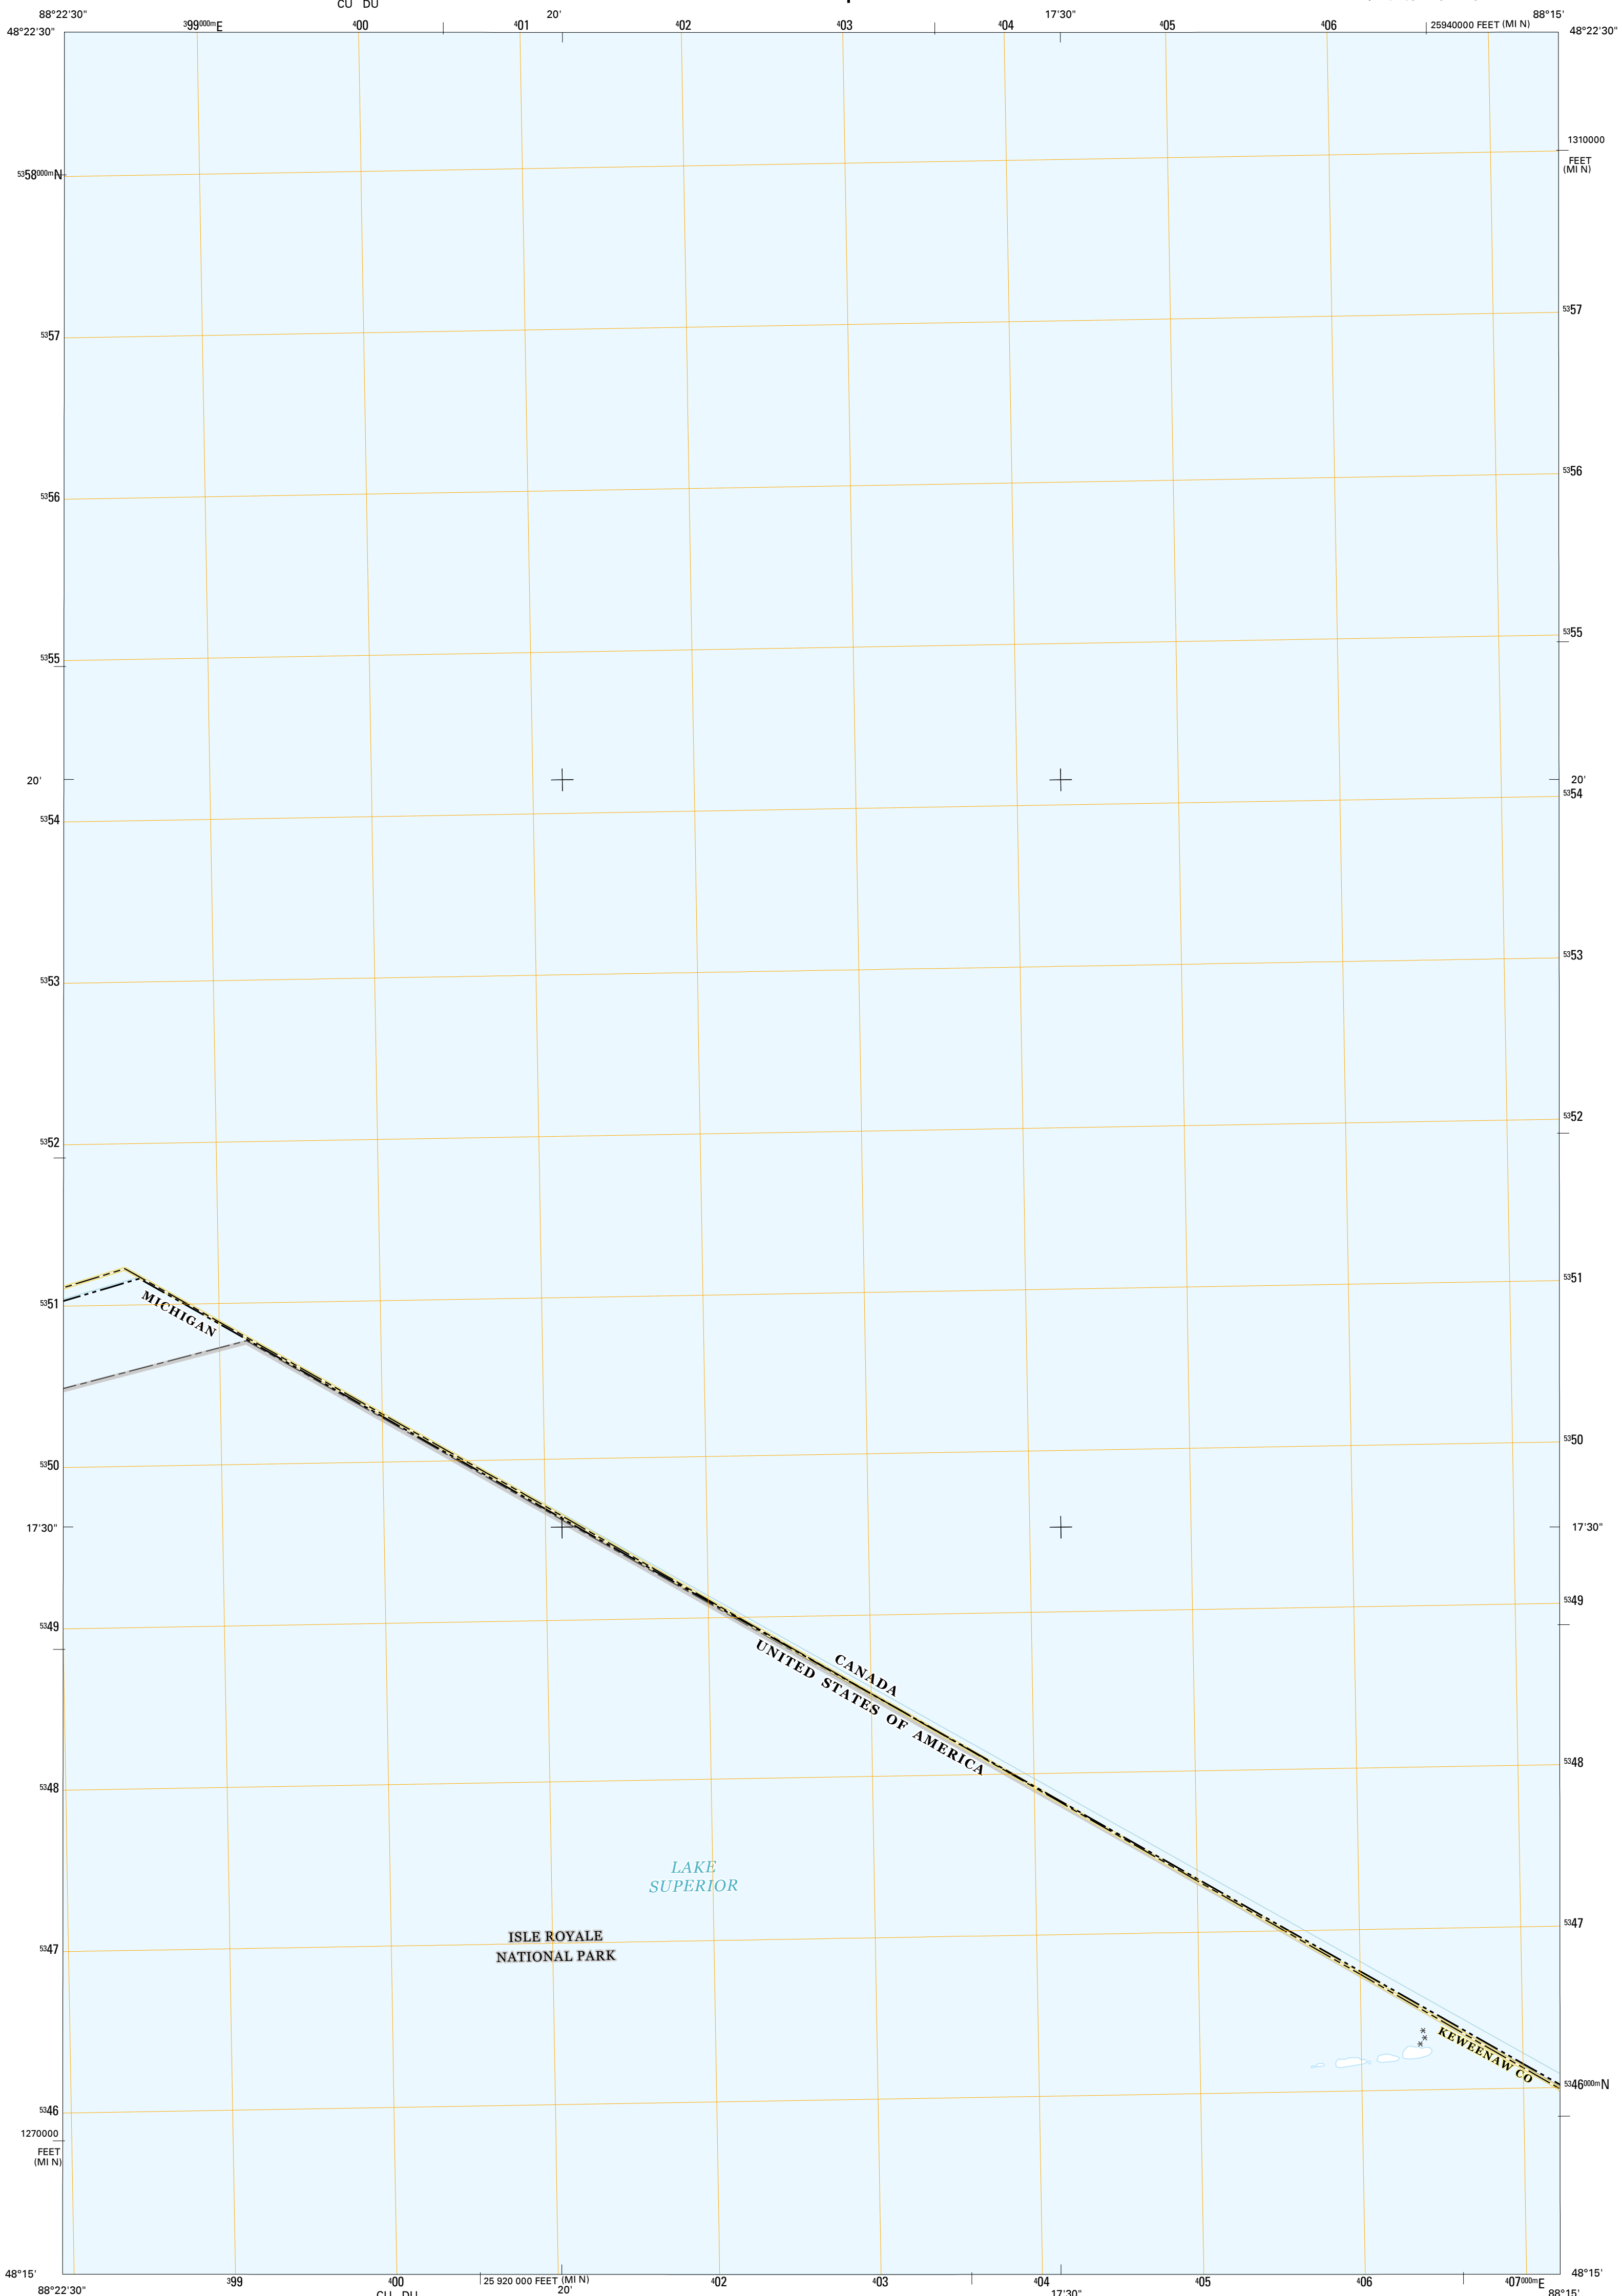 CU DU
88°22'30"
399000mE
400
401
20'
402
403
404
17'30"
405
406
25940000 FEET (MI N)
88°15'
48°22'30"
48°22'30"
1310000
FEET
(MI N)
5358000mN
5357
5357
5356
5356
5355
5355
20'
20'
5354
5354
5353
5353
5352
5352
5351
5351
MICHIGAN
5350
5350
17'30"
17'30"
5349
5349
CANADA
UNITED STATES OF AMERICA
5348
5348
LAKE
SUPERIOR
ISLE ROYALE
NATIONAL PARK
5347
5347
KEWEENAW CO
5346000mN
5346
1270000
FEET
(MI N)
48°15'
48°15'
88°22'30"
399
400
CU DU
25 920 000 FEET (MI N)
20'
402
403
404
17'30"
405
406
407000mE
88°15'